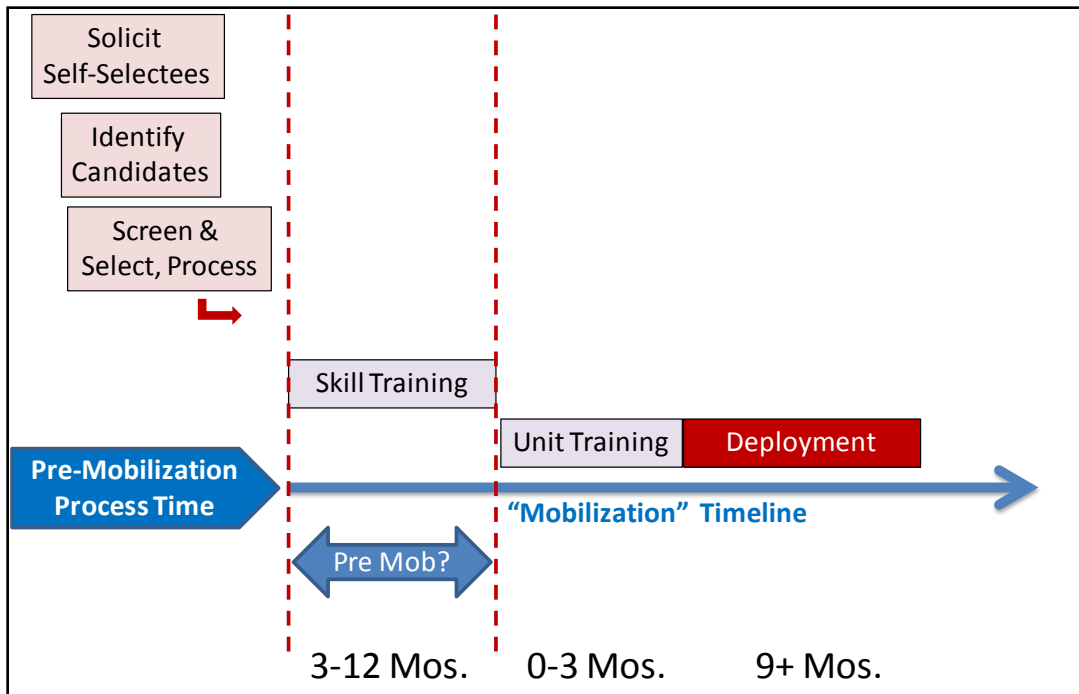 Solicit
Self-Selectees
Identify
Candidates
Screen &
Select, Process
Skill Training
Unit Training
Deployment
Pre-Mobilization
Process Time
“Mobilization” Timeline
Pre Mob?
3-12 Mos.
0-3 Mos.
9+ Mos.